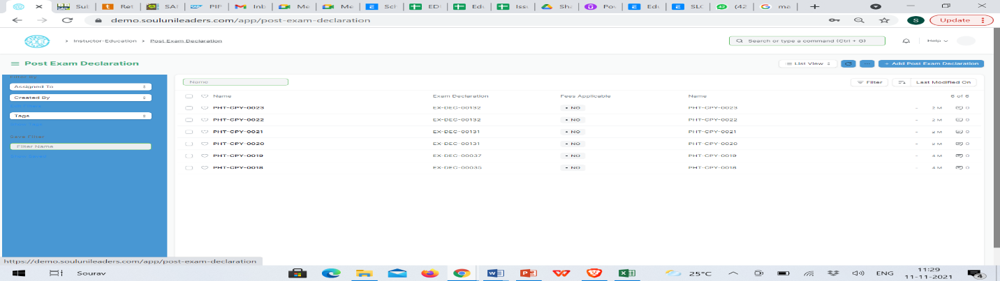 Sul Ret SAI PIF Inb Me Me Sch EDI Edu Issu Sha Pov Edu SLC (42 ma
demo.soulunileaders.com/app/post-exam-declaration S Update
> Instuctor-Education > Post Exam Declaration Search or type a command (Ctrl + G) Help
Post Exam Declaration List View + Add Post Exam Declaration
Filter By
Assigned To Name Filter Last Modified On
Created By Name Exam Declaration Fees Applicable Name 6 of 6
PHT-CPY-0023 EX-DEC-00132 • NO PHT-CPY-0023 - 2 M 0
Tags PHT-CPY-0022 EX-DEC-00132 • NO PHT-CPY-0022 - 2 M 0
PHT-CPY-0021 EX-DEC-00131 • NO PHT-CPY-0021 - 2 M 0
Save Filter
Filter Name PHT-CPY-0020 EX-DEC-00131 • NO PHT-CPY-0020 - 2 M 0
PHT-CPY-0019 EX-DEC-00037 • NO PHT-CPY-0019 - 4 M 0
PHT-CPY-0018 EX-DEC-00035 • NO PHT-CPY-0018 - 4 M 0
https://demo.soulunileaders.com/app/post-exam-declaration
Sourav 25°C ENG 11:29
11-11-2021 4